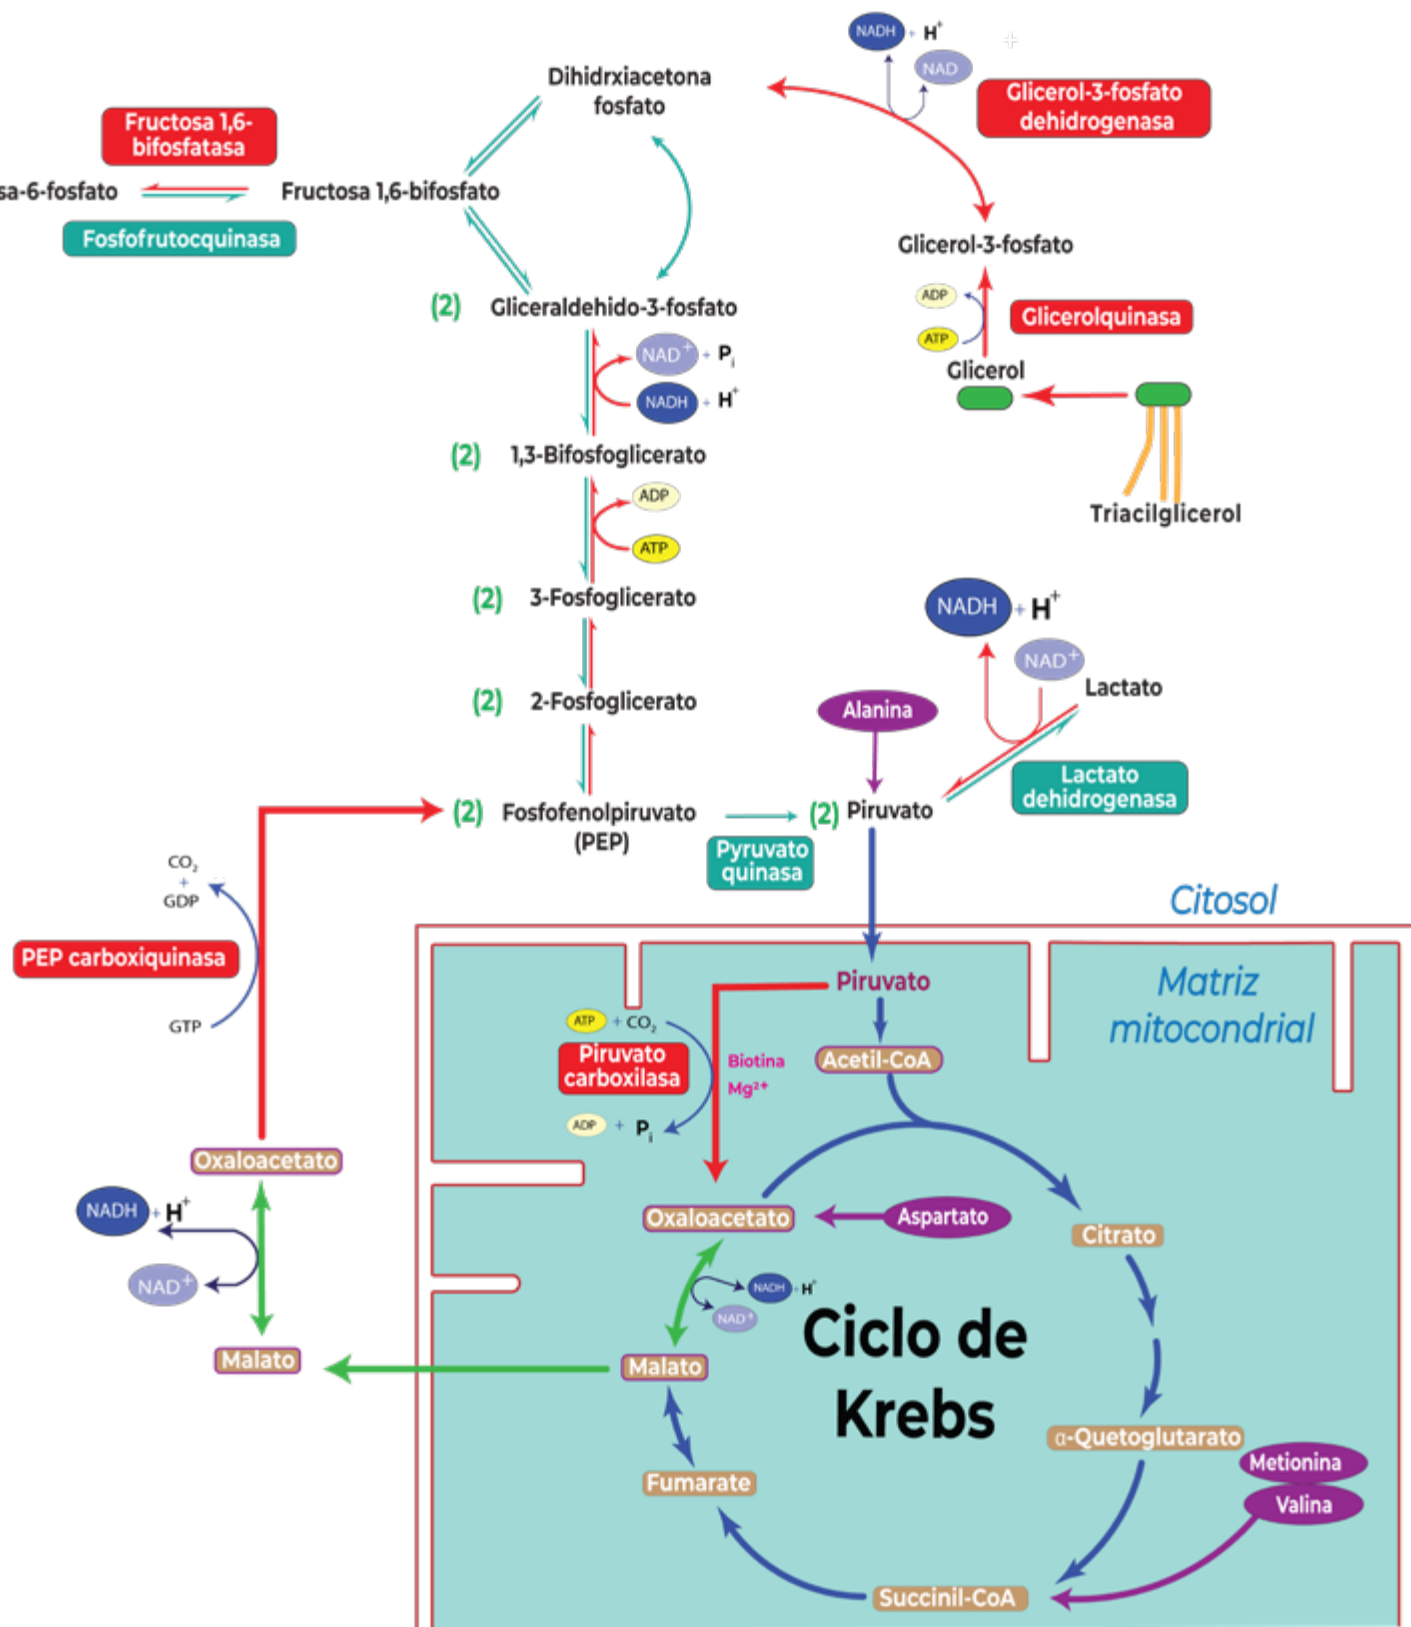 NADH + H+
NAD
Glicerol-3-fosfato
dehidrogenasa
Dihidrxiacetona
fosfato
Fructosa 1,6-
bifosfatasa
sa-6-fosfato
Fructosa 1,6-bifosfato
Fosfofrutocquinasa
Glicerol-3-fosfato
ADP
ATP
Glicerolquinasa
Glicerol
Triacilglicerol
(2) Gliceraldehido-3-fosfato
NAD+ + Pi
NADH + H+
(2) 1,3-Bifosfoglicerato
ADP
ATP
(2) 3-Fosfoglicerato
(2) 2-Fosfoglicerato
NADH + H+
NAD+
Lactato
Alanina
Lactato
dehidrogenasa
(2) Fosfofenolpiruvato
(PEP)
(2) Piruvato
Pyruvato
quinasa
CO2
+
GDP
PEP carboxiquinasa
GTP
Citosol
Matriz
mitocondrial
Piruvato
ATP + CO2
Piruvato
carboxilasa
Biotina
Mg2+
ADP + Pi
Acetil-CoA
Oxaloacetato
NADH + H+
NAD+
Malato
Oxaloacetato
Aspartato
Citrato
NADH + H+
NAD+
Ciclo de
Krebs
Malato
α-Quetoglutarato
Metionina
Valina
Fumarate
Succinil-CoA